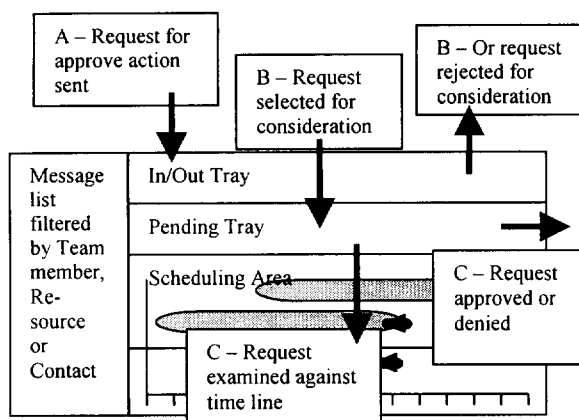 A – Request for
approve action
sent
B – Request
selected for
consideration
B – Or request
rejected for
consideration
Message
list
filtered
by Team
member,
Re-
source
or
Contact
In/Out Tray
Pending Tray
Scheduling Area
C – Request
approved or
denied
C – Request
examined against
time line